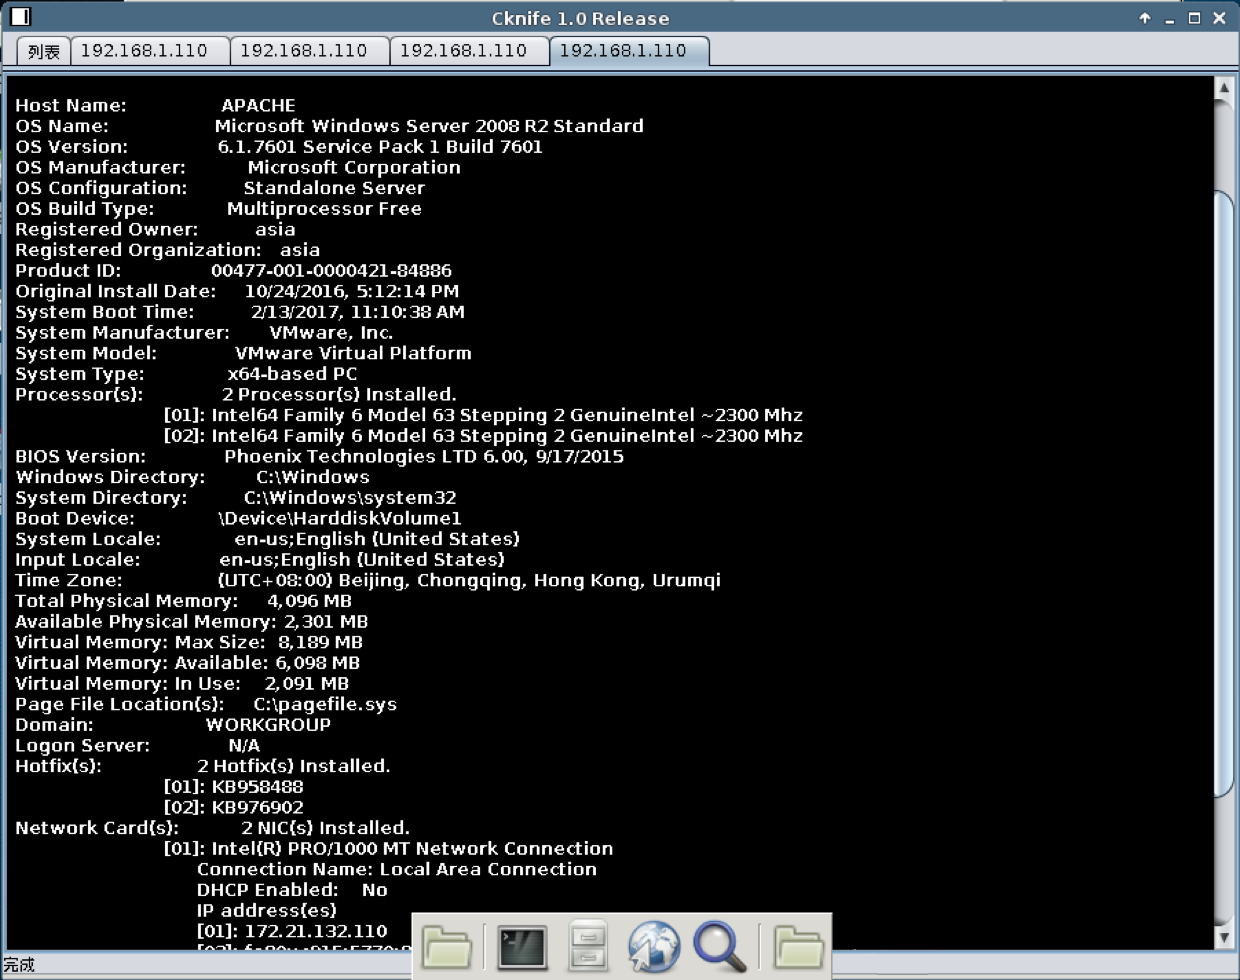 Cknife 1.0 Release
列表 192.168.1.110 192.168.1.110 192.168.1.110 192.168.1.110
Host Name: APACHE
OS Name: Microsoft Windows Server 2008 R2 Standard
OS Version: 6.1.7601 Service Pack 1 Build 7601
OS Manufacturer: Microsoft Corporation
OS Configuration: Standalone Server
OS Build Type: Multiprocessor Free
Registered Owner: asia
Registered Organization: asia
Product ID: 00477-001-0000421-84886
Original Install Date: 10/24/2016, 5:12:14 PM
System Boot Time: 2/13/2017, 11:10:38 AM
System Manufacturer: VMware, Inc.
System Model: VMware Virtual Platform
System Type: x64-based PC
Processor(s): 2 Processor(s) Installed.
[01]: Intel64 Family 6 Model 63 Stepping 2 GenuineIntel ~2300 Mhz
[02]: Intel64 Family 6 Model 63 Stepping 2 GenuineIntel ~2300 Mhz
BIOS Version: Phoenix Technologies LTD 6.00, 9/17/2015
Windows Directory: C:\Windows
System Directory: C:\Windows\system32
Boot Device: \Device\HarddiskVolume1
System Locale: en-us;English (United States)
Input Locale: en-us;English (United States)
Time Zone: (UTC+08:00) Beijing, Chongqing, Hong Kong, Urumqi
Total Physical Memory: 4,096 MB
Available Physical Memory: 2,301 MB
Virtual Memory: Max Size: 8,189 MB
Virtual Memory: Available: 6,098 MB
Virtual Memory: In Use: 2,091 MB
Page File Location(s): C:\pagefile.sys
Domain: WORKGROUP
Logon Server: N/A
Hotfix(s): 2 Hotfix(s) Installed.
[01]: KB958488
[02]: KB976902
Network Card(s): 2 NIC(s) Installed.
[01]: Intel(R) PRO/1000 MT Network Connection
Connection Name: Local Area Connection
DHCP Enabled: No
IP address(es)
[01]: 172.21.132.110
完成